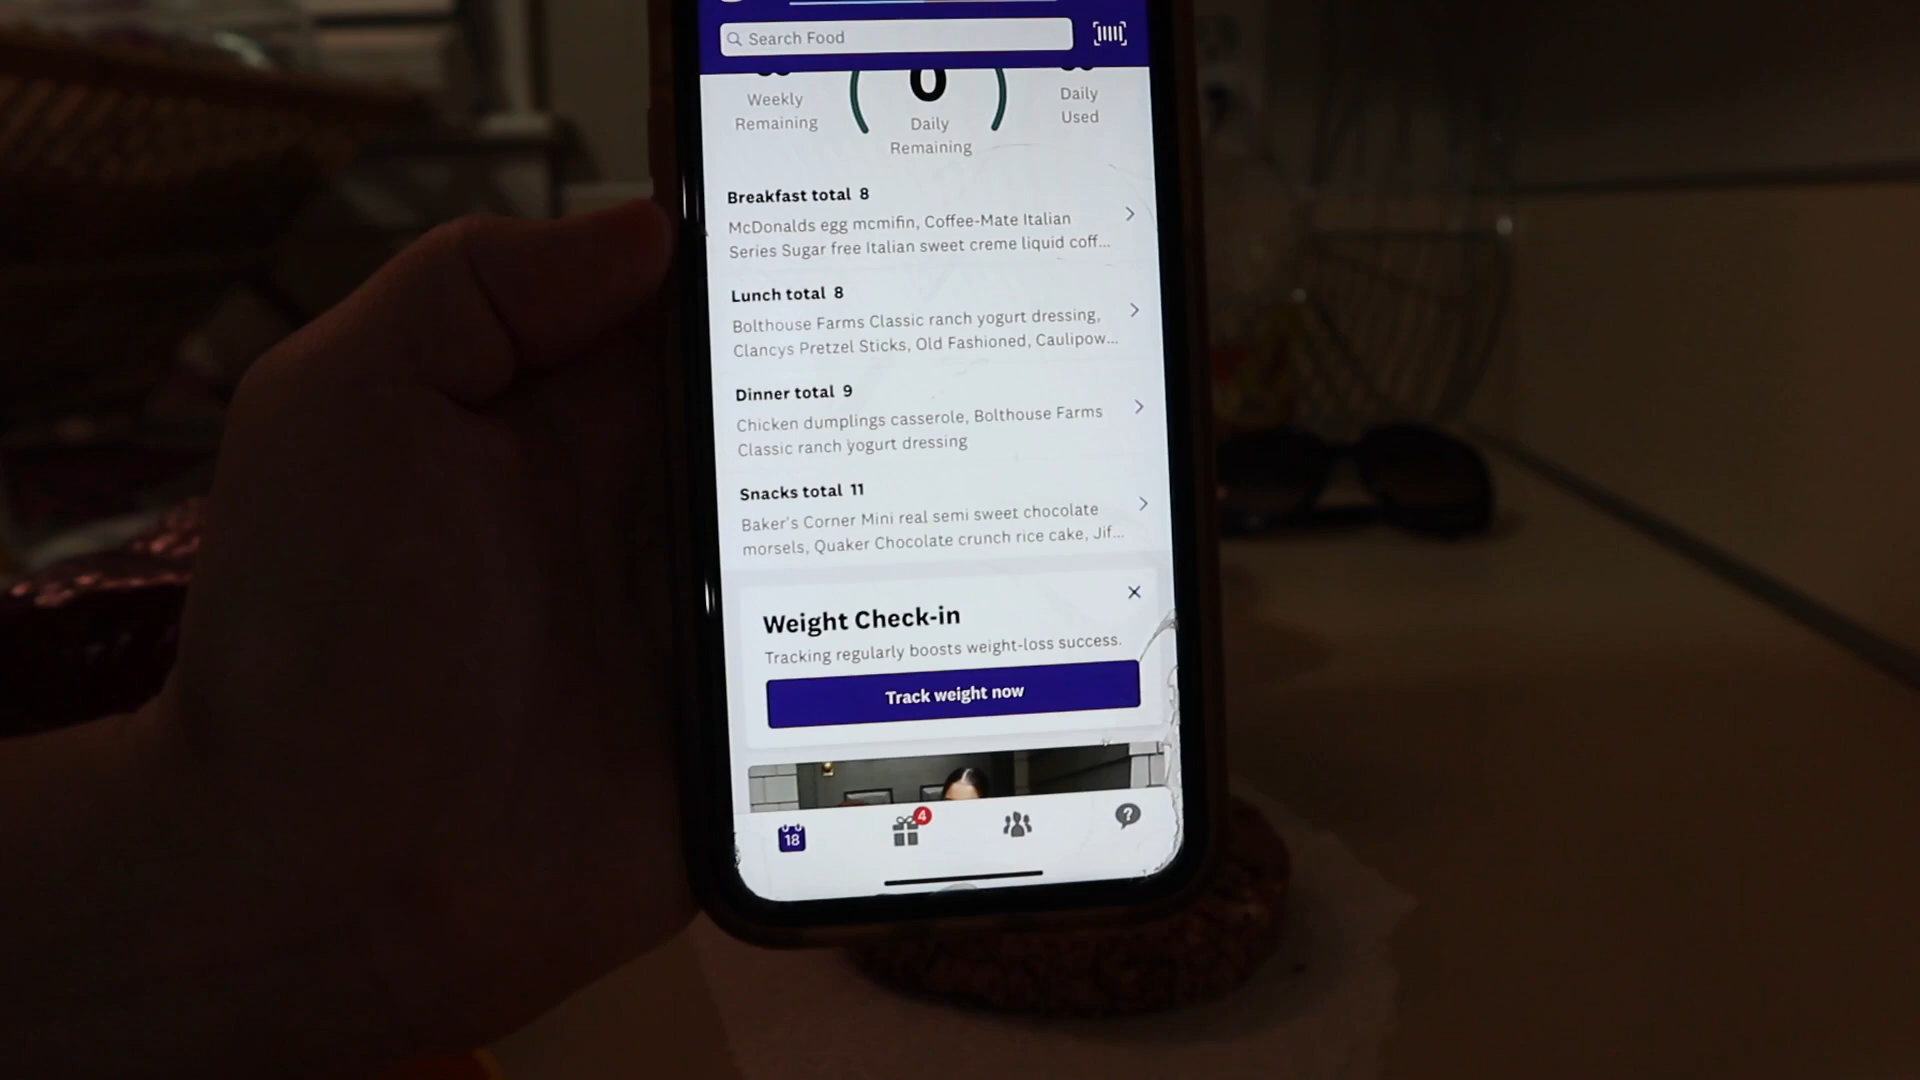 Search Food
0
Weekly
Remaining
Daily
Remaining
Daily
Used
Breakfast total 8
McDonalds egg mcmifin, Coffee-Mate Italian
Series Sugar free Italian sweet creme liquid coff...
Lunch total 8
Bolthouse Farms Classic ranch yogurt dressing,
Clancys Pretzel Sticks, Old Fashioned, Caulipow...
Dinner total 9
Chicken dumplings casserole, Bolthouse Farms
Classic ranch yogurt dressing
Snacks total 11
Baker's Corner Mini real semi sweet chocolate
morsels, Quaker Chocolate crunch rice cake, Jif...
Weight Check-in
Tracking regularly boosts weight-loss success.
Track weight now
18
4
?